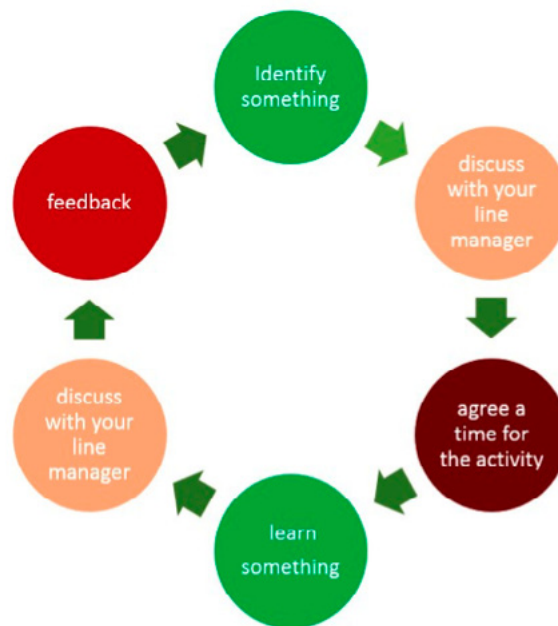 Identify
something
discuss
with your
line
manager
agree a
time for
the activity
learn
something
discuss
with your
line
manager
feedback